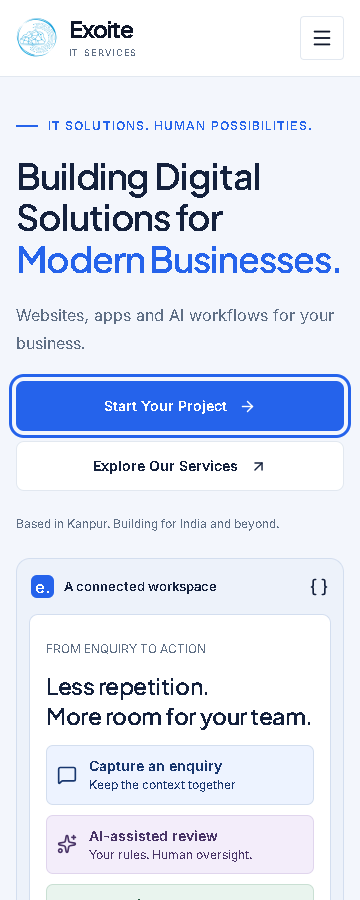 Exoite
IT SERVICES
IT SOLUTIONS. HUMAN POSSIBILITIES.
Building Digital
Solutions for
Modern Businesses.
Websites, apps and AI workflows for your
business.
Start Your Project
Explore Our Services
Based in Kanpur. Building for India and beyond.
e.
A connected workspace
{ }
FROM ENQUIRY TO ACTION
Less repetition.
More room for your team.
Capture an enquiry
Keep the context together
AI-assisted review
Your rules. Human oversight.